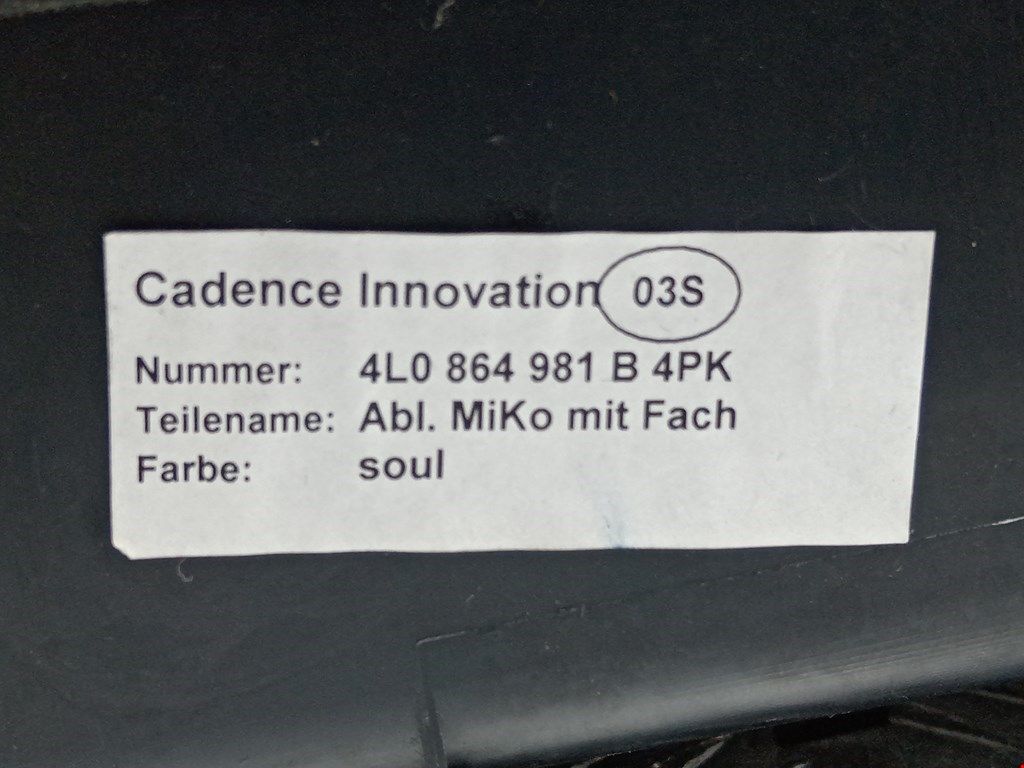 Cadence Innovation 03S
Nummer: 4L0 864 981 B 4PK
Teilename: Abl. MiKo mit Fach
Farbe: soul